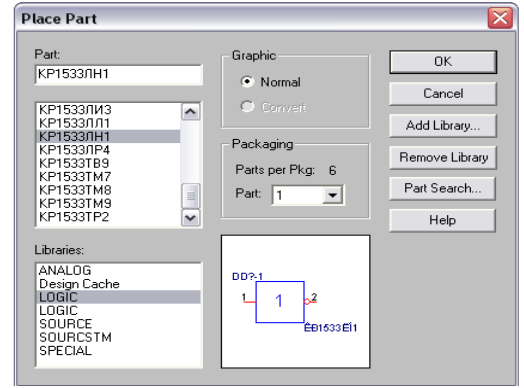 Place Part
Part:
КР1533ЛН1
КР1533ЛИ3
КР1533ЛЛ1
КР1533ЛН1
КР1533ЛР4
КР1533ТВ9
КР1533ТМ7
КР1533ТМ8
КР1533ТМ9
КР1533ТР2
Libraries:
ANALOG
Design Cache
LOGIC
LOGIC
SOURCE
SOURCSTM
SPECIAL
Graphic
Normal
Convert
Packaging
Parts per Pkg: 6
Part: 1
DD?-1
1 1 2
ÊÐ1533ËÍ1
OK
Cancel
Add Library...
Remove Library
Part Search...
Help